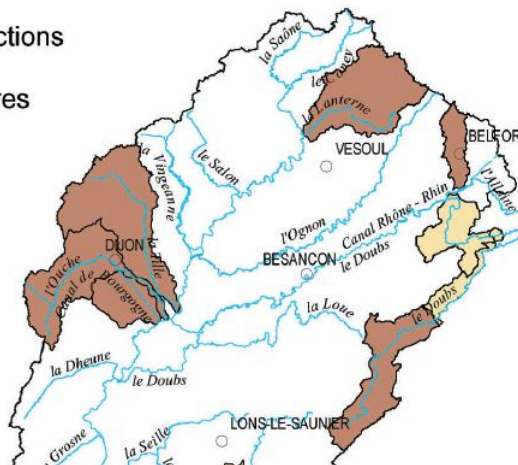 ctions
res
la Saône
le Coney
la Lanterne
BELFOR
VESOUL
la Vingeanne
le Salon
l'Allaine
l'Ognon
Canal Rhône - Rhin
DIJON
la Tille
BESANCON
le Doubs
l'Ouche
Canal de Bourgogne
la Loue
le Doubs
la Dheune
le Doubs
LONS-LE-SAUNIER
Grosne
la Seille